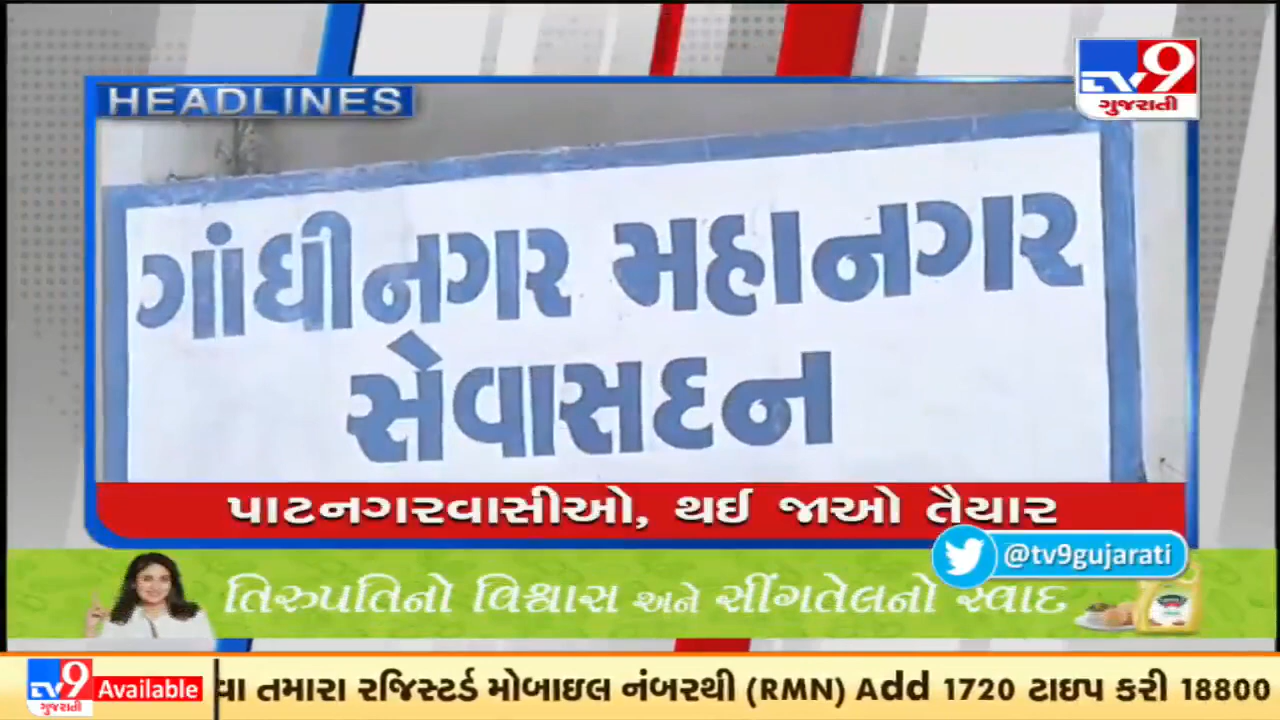 HEADLINES
TV9
ગુજરાતી
ગાંધીનગર મહાનગર
સેવાસદન
પાટનગરવાસીઓ, થઈ જાઓ તૈયાર
@tv9gujarati
તિરુપતિનો વિશ્વાસ અને સીંગતેલનો સ્વાદ
TV9
ગુજરાતી
Available
વા તમારા રજિસ્ટર્ડ મોબાઇલ નંબરથી (RMN) Add 1720 ટાઇપ કરી 18800